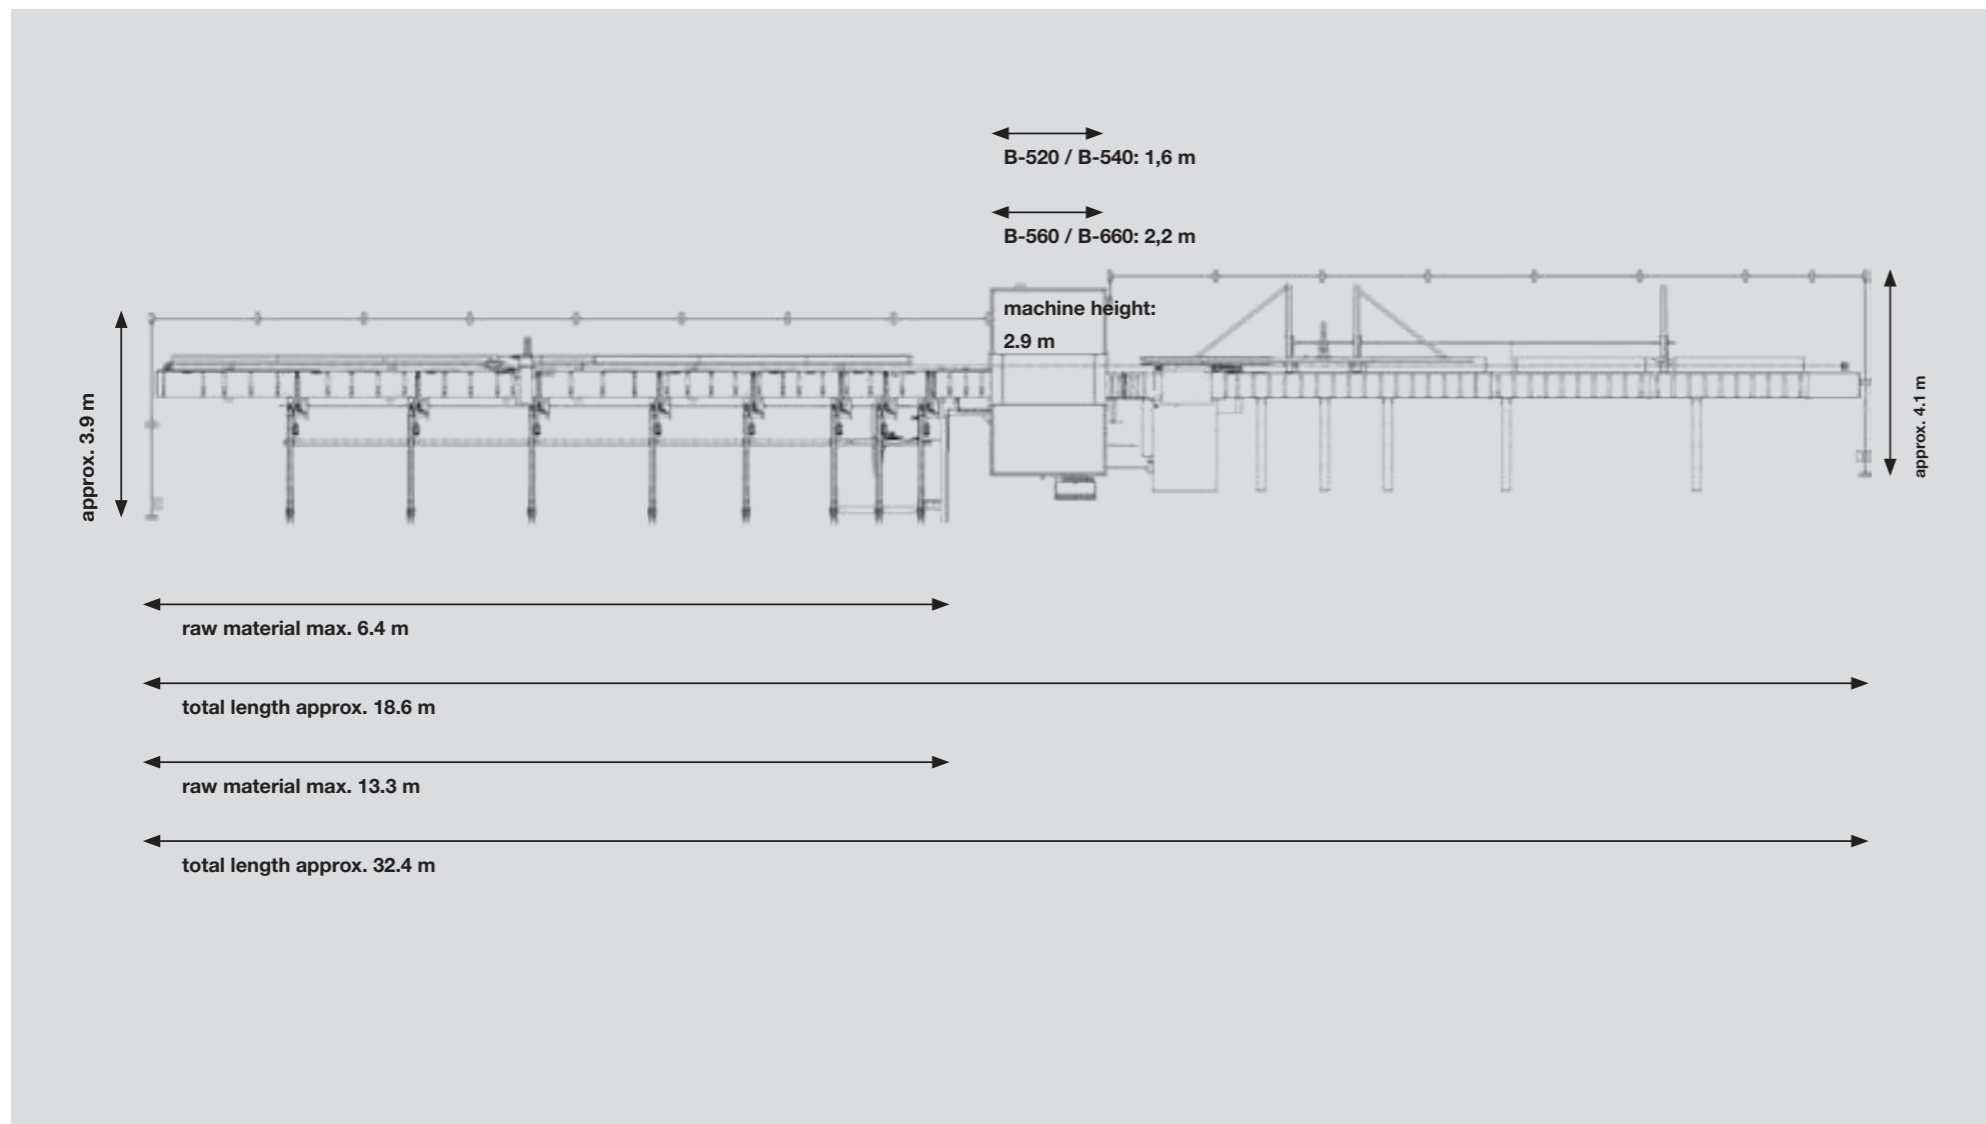 B-520 / B-540: 1,6 m
B-560 / B-660: 2,2 m
machine height:
2.9 m
approx. 3.9 m
approx. 4.1 m
raw material max. 6.4 m
total length approx. 18.6 m
raw material max. 13.3 m
total length approx. 32.4 m